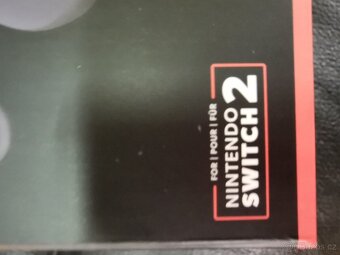 FOR | POUR | FÜR
NINTENDO
SWITCH 2